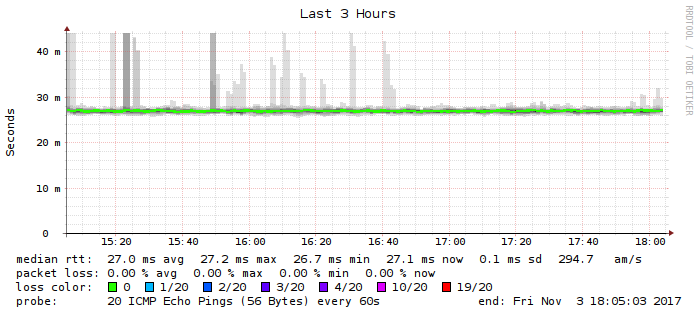 Last 3 Hours
RRDTOOL / TOBI OETIKER
Seconds
40 m
30 m
20 m
10 m
0
15:20 15:40 16:00 16:20 16:40 17:00 17:20 17:40 18:00
median rtt: 27.0 ms avg 27.2 ms max 26.7 ms min 27.1 ms now 0.1 ms sd 294.7 am/s
packet loss: 0.00 % avg 0.00 % max 0.00 % min 0.00 % now
loss color: 0 1/20 2/20 3/20 4/20 10/20 19/20
probe: 20 ICMP Echo Pings (56 Bytes) every 60s end: Fri Nov 3 18:05:03 2017